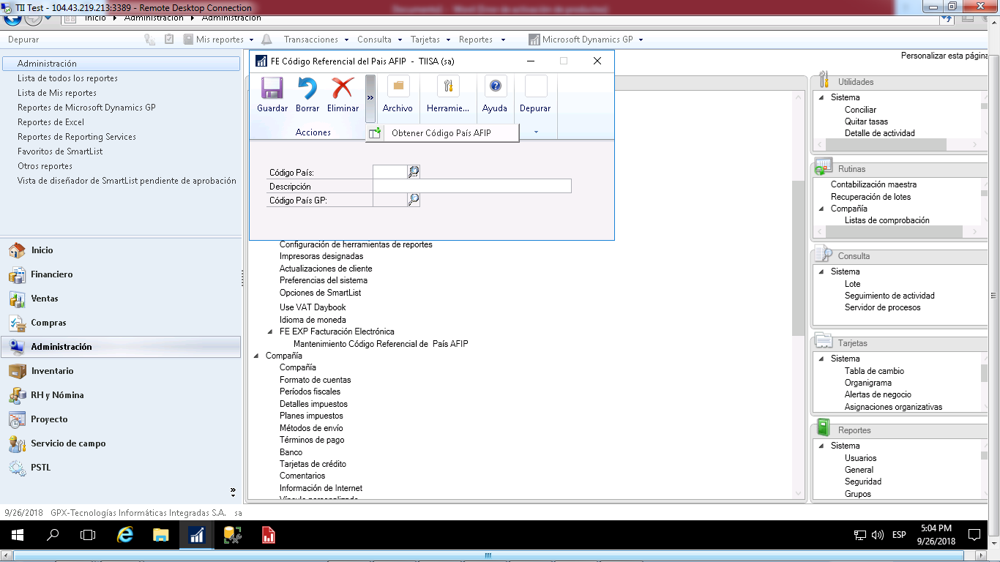 TII Test - 104.43.219.213:3389 - Remote Desktop Connection
Inicio Administración Administración
Depurar Mis reportes Transacciones Consulta Tarjetas Reportes Microsoft Dynamics GP
Personalizar esta página
Administración
Lista de todos los reportes
Lista de Mis reportes
Reportes de Microsoft Dynamics GP
Reportes de Excel
Reportes de Reporting Services
Favoritos de SmartList
Otros reportes
Vista de diseñador de SmartList pendiente de aprobación
Inicio
Financiero
Ventas
Compras
Administración
Inventario
RH y Nómina
Proyecto
Servicio de campo
PSTL
»
FE Código Referencial del Pais AFIP - TIISA (sa)
Guardar Borrar Eliminar » Archivo Herramie... Ayuda Depurar
Acciones
Obtener Código País AFIP
Código País:
Descripción
Código País GP:
Configuración de herramientas de reportes
Impresoras designadas
Actualizaciones de cliente
Preferencias del sistema
Opciones de SmartList
Use VAT Daybook
Idioma de moneda
FE EXP Facturación Electrónica
Mantenimiento Código Referencial de País AFIP
Compañía
Compañía
Formato de cuentas
Períodos fiscales
Detalles impuestos
Planes impuestos
Métodos de envío
Términos de pago
Banco
Tarjetas de crédito
Comentarios
Información de Internet
Vínculo personalizado
Utilidades
Sistema
Conciliar
Quitar tasas
Detalle de actividad
Rutinas
Contabilización maestra
Recuperación de lotes
Compañía
Listas de comprobación
Consulta
Sistema
Lote
Seguimiento de actividad
Servidor de procesos
Tarjetas
Sistema
Tabla de cambio
Organigrama
Alertas de negocio
Asignaciones organizativas
Reportes
Sistema
Usuarios
General
Seguridad
Grupos
9/26/2018 GPX-Tecnologías Informáticas Integradas S.A. sa
ESP
5:04 PM
9/26/2018